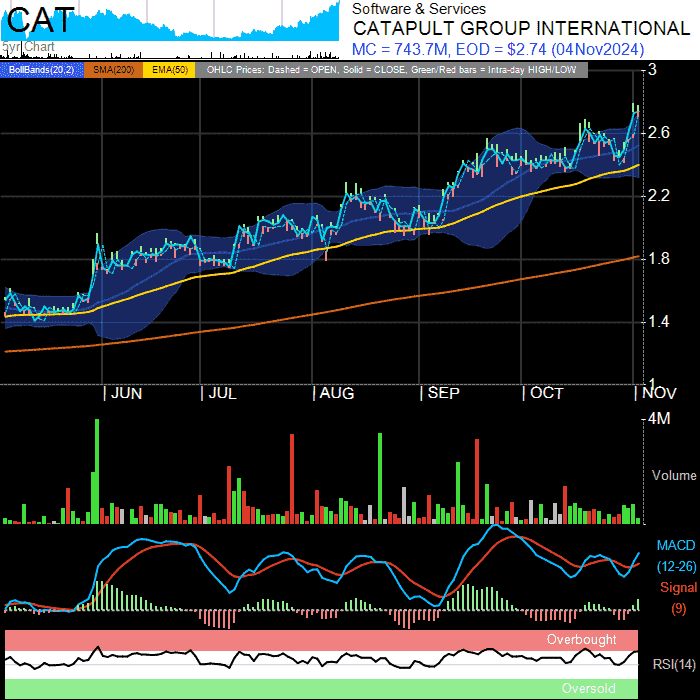 CAT
5yr Chart
Software & Services
CATAPULT GROUP INTERNATIONAL
MC = 743.7M, EOD = $2.74 (04Nov2024)
BollBands(20,2) SMA(200) EMA(50) OHLC Prices: Dashed = OPEN, Solid = CLOSE, Green/Red bars = Intra-day HIGH/LOW
3
2.6
2.2
1.8
1.4
1
JUN JUL AUG SEP OCT NOV
4M
Volume
MACD
(12-26)
Signal
(9)
Overbought
RSI(14)
Oversold